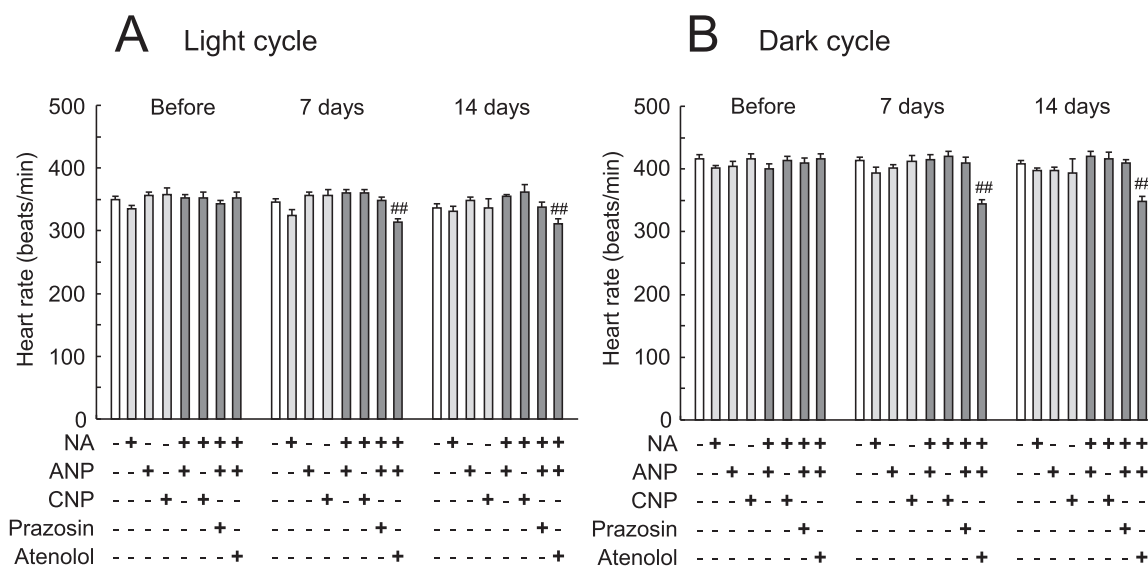 A Light cycle
500
400
300
200
100
0
Heart rate (beats/min)
Before 7 days 14 days
##
##
NA - + - - + + + + - + - - + + + + - + - - + + + +
ANP - - + - + - + + - - + - + - + + - - + - + - + +
CNP - - - + - + - - - - - + - + - - - - - + - + - -
Prazosin - - - - - - + - - - - - - - + - - - - - - - + -
Atenolol - - - - - - - + - - - - - - - + - - - - - - - +
B Dark cycle
500
400
300
200
100
0
Heart rate (beats/min)
Before 7 days 14 days
##
##
NA - + - - + + + + - + - - + + + + - + - - + + + +
ANP - - + - + - + + - - + - + - + + - - + - + - + +
CNP - - - + - + - - - - - + - + - - - - - + - + - -
Prazosin - - - - - - + - - - - - - - + - - - - - - - + -
Atenolol - - - - - - - + - - - - - - - + - - - - - - - +